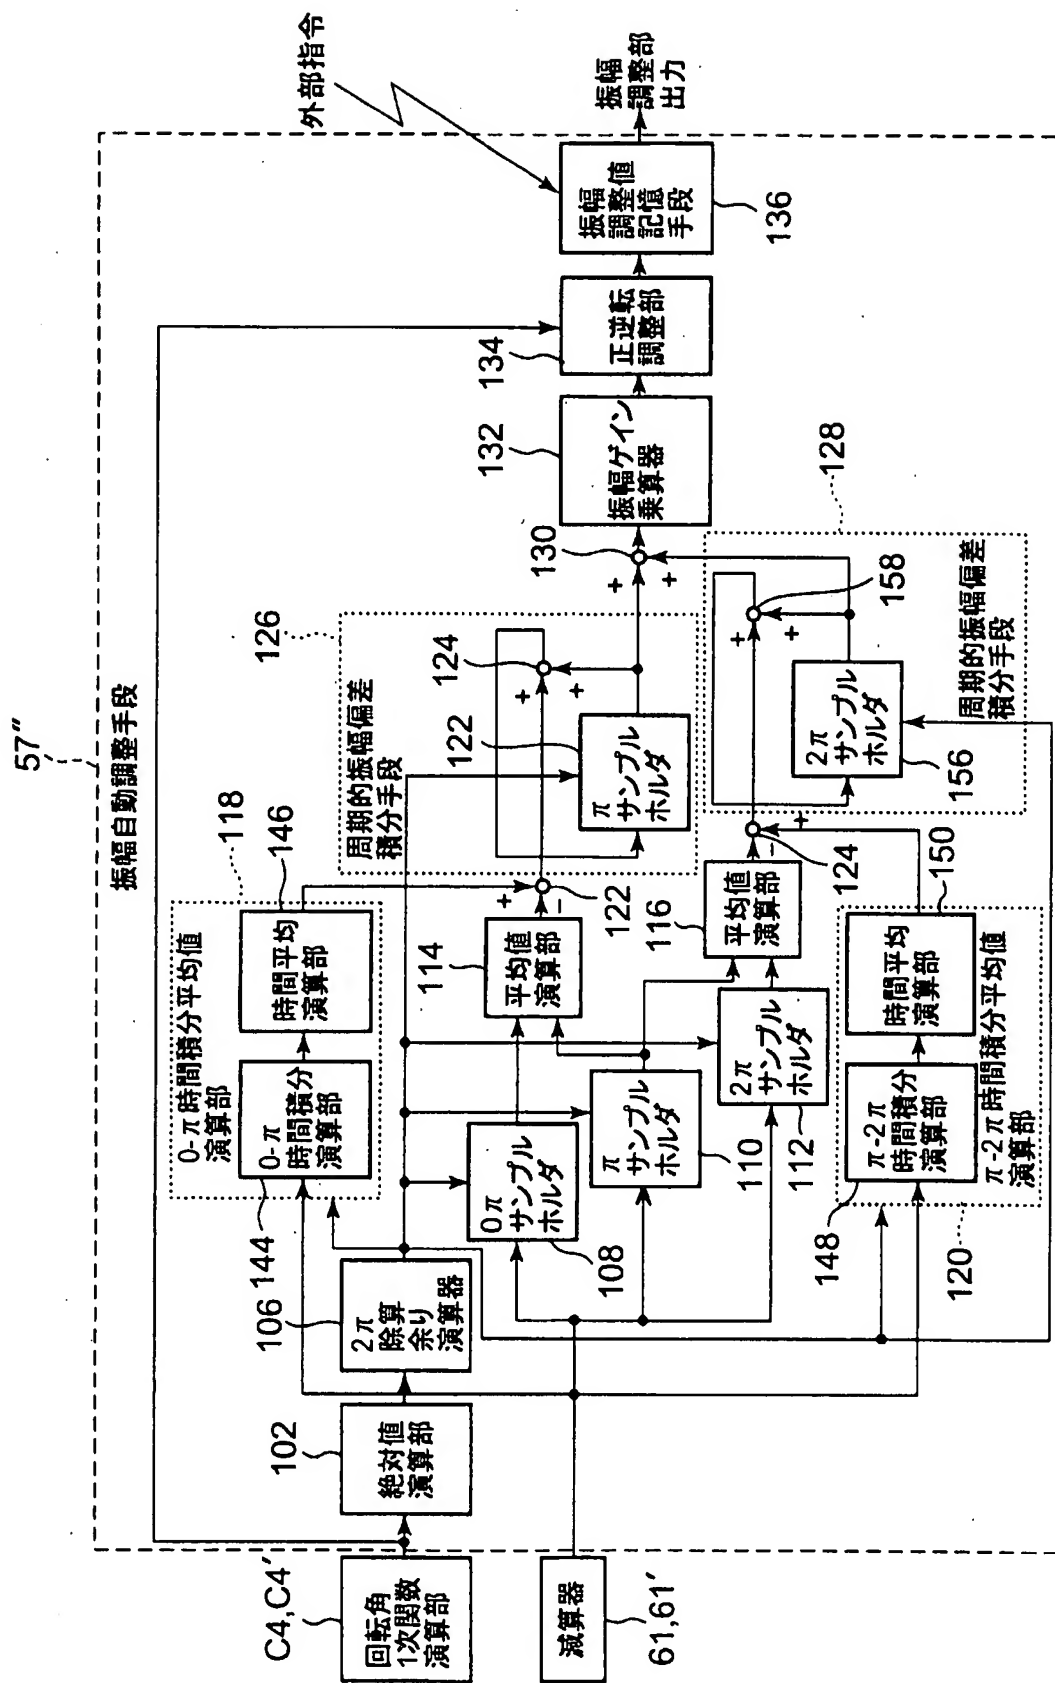 57″
振幅自動調整手段
外部指令
振幅
調整部
出力
振幅
調整値
記憶
手段
136
正逆転
調整部
134
振幅ゲイン
乗算器
132
130
+
+
126
周期的振幅偏差
積分手段
124
+
+
122
π
サンプル
ホルダ
128
周期的振幅偏差
積分手段
158
+
+
2π
サンプル
ホルダ
156
118
0-π時間積分平均値
演算部
146
時間平均
演算部
0-π
時間積分
演算部
144
+
-
122
114
平均値
演算部
116
平均値
演算部
-
+
124
150
時間平均
演算部
π-2π
時間積分
演算部
π-2π時間積分平均値
演算部
148
120
0π
サンプル
ホルダ
108
π
サンプル
ホルダ
110
2π
サンプル
ホルダ
112
106
2π
除算
余り
演算器
102
絶対値
演算部
C4,C4′
回転角
1次関数
演算部
減算器
61,61′